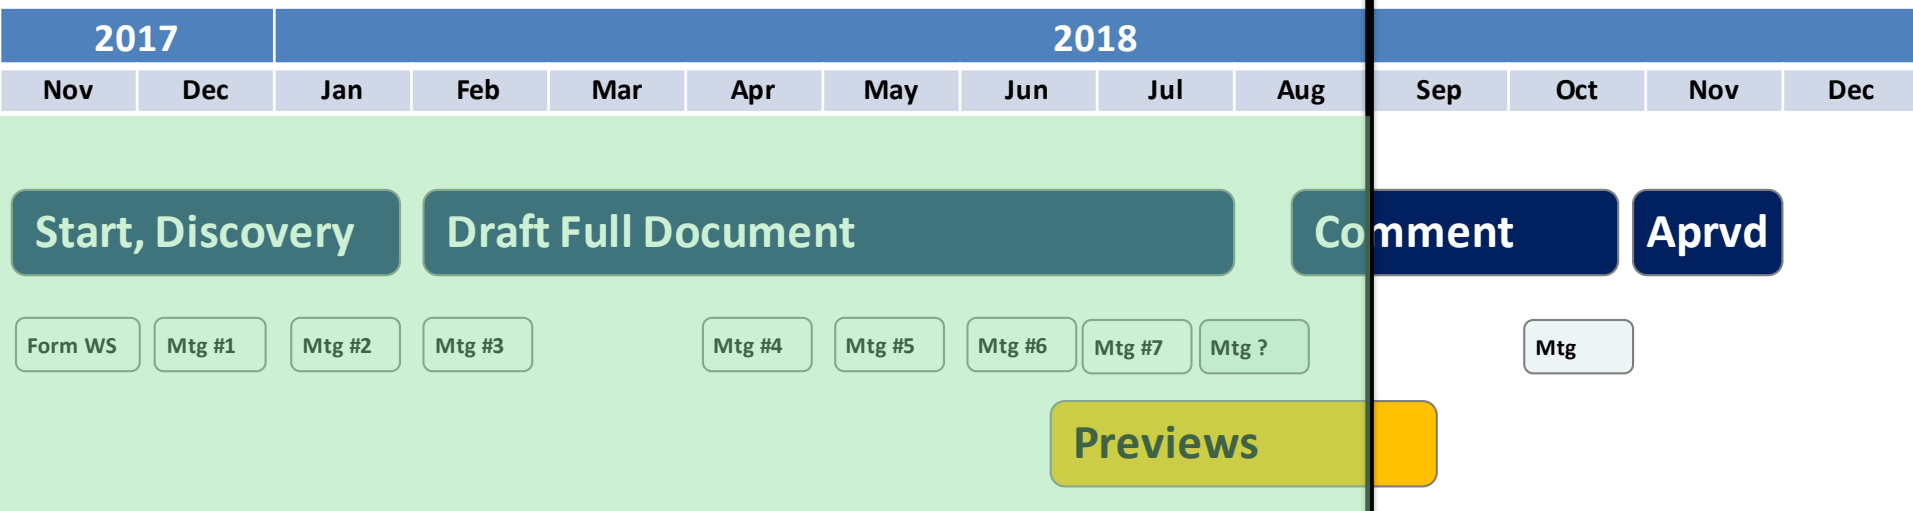 2017 2018
Nov Dec Jan Feb Mar Apr May Jun Jul Aug Sep Oct Nov Dec
Start, Discovery Draft Full Document Comment Aprvd
Form WS Mtg #1 Mtg #2 Mtg #3 Mtg #4 Mtg #5 Mtg #6 Mtg #7 Mtg ? Mtg
Previews